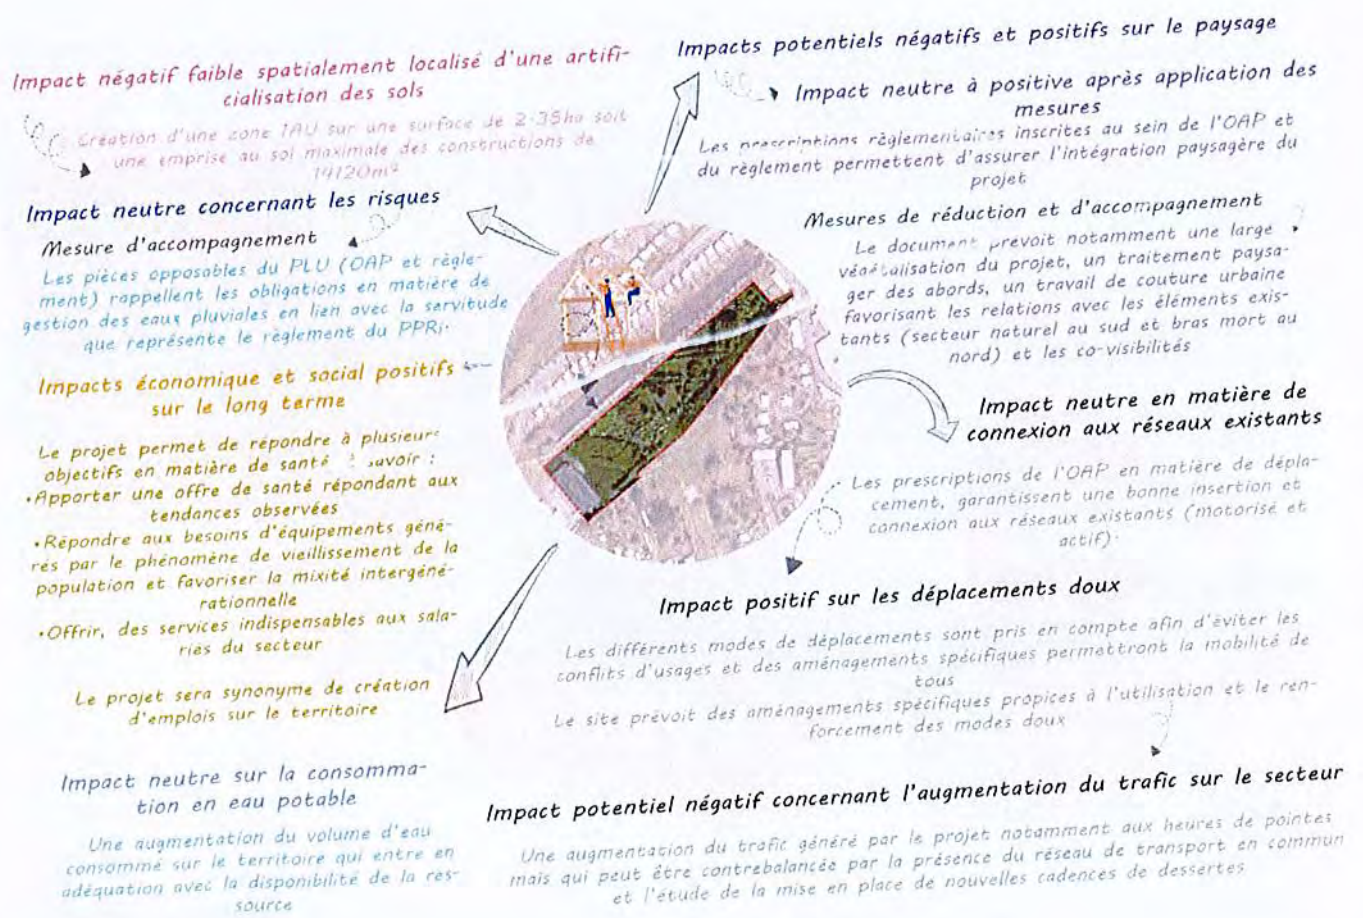 Impact négatif faible spatialement localisé d'une artifi-
cialisation des sols
Création d'une zone 1AU sur une surface de 2.35ha soit
une emprise au sol maximale des constructions de
14120m²
Impact neutre concernant les risques
Mesure d'accompagnement
Les pièces opposables du PLU (OAP et règle-
ment) rappellent les obligations en matière de
gestion des eaux pluviales en lien avec la servitude
que représente le règlement du PPRi.
Impacts économique et social positifs
sur le long terme
Le projet permet de répondre à plusieurs
objectifs en matière de santé à savoir :
•Apporter une offre de santé répondant aux
tendances observées
•Répondre aux besoins d'équipements géné-
rés par le phénomène de vieillissement de la
population et favoriser la mixité intergéné-
rationnelle
•Offrir, des services indispensables aux sala-
riés du secteur
Le projet sera synonyme de création
d'emplois sur le territoire
Impact neutre sur la consomma-
tion en eau potable
Une augmentation du volume d'eau
consommé sur le territoire qui entre en
adéquation avec la disponibilité de la res-
source
Impacts potentiels négatifs et positifs sur le paysage
Impact neutre à positive après application des
mesures
Les prescriptions règlementaires inscrites au sein de l'OAP et
du règlement permettent d'assurer l'intégration paysagère du
projet
Mesures de réduction et d'accompagnement
Le document prévoit notamment une large
végétalisation du projet, un traitement paysa-
ger des abords, un travail de couture urbaine
favorisant les relations avec les éléments exis-
tants (secteur naturel au sud et bras mort au
nord) et les co-visibilités
Impact neutre en matière de
connexion aux réseaux existants
Les prescriptions de l'OAP en matière de dépla-
cement, garantissent une bonne insertion et
connexion aux réseaux existants (motorisé et
actif).
Impact positif sur les déplacements doux
Les différents modes de déplacements sont pris en compte afin d'éviter les
conflits d'usages et des aménagements spécifiques permettront la mobilité de
tous
Le site prévoit des aménagements spécifiques propices à l'utilisation et le ren-
forcement des modes doux
Impact potentiel négatif concernant l'augmentation du trafic sur le secteur
Une augmentation du trafic généré par le projet notamment aux heures de pointes
mais qui peut être contrebalancée par la présence du réseau de transport en commun
et l'étude de la mise en place de nouvelles cadences de dessertes